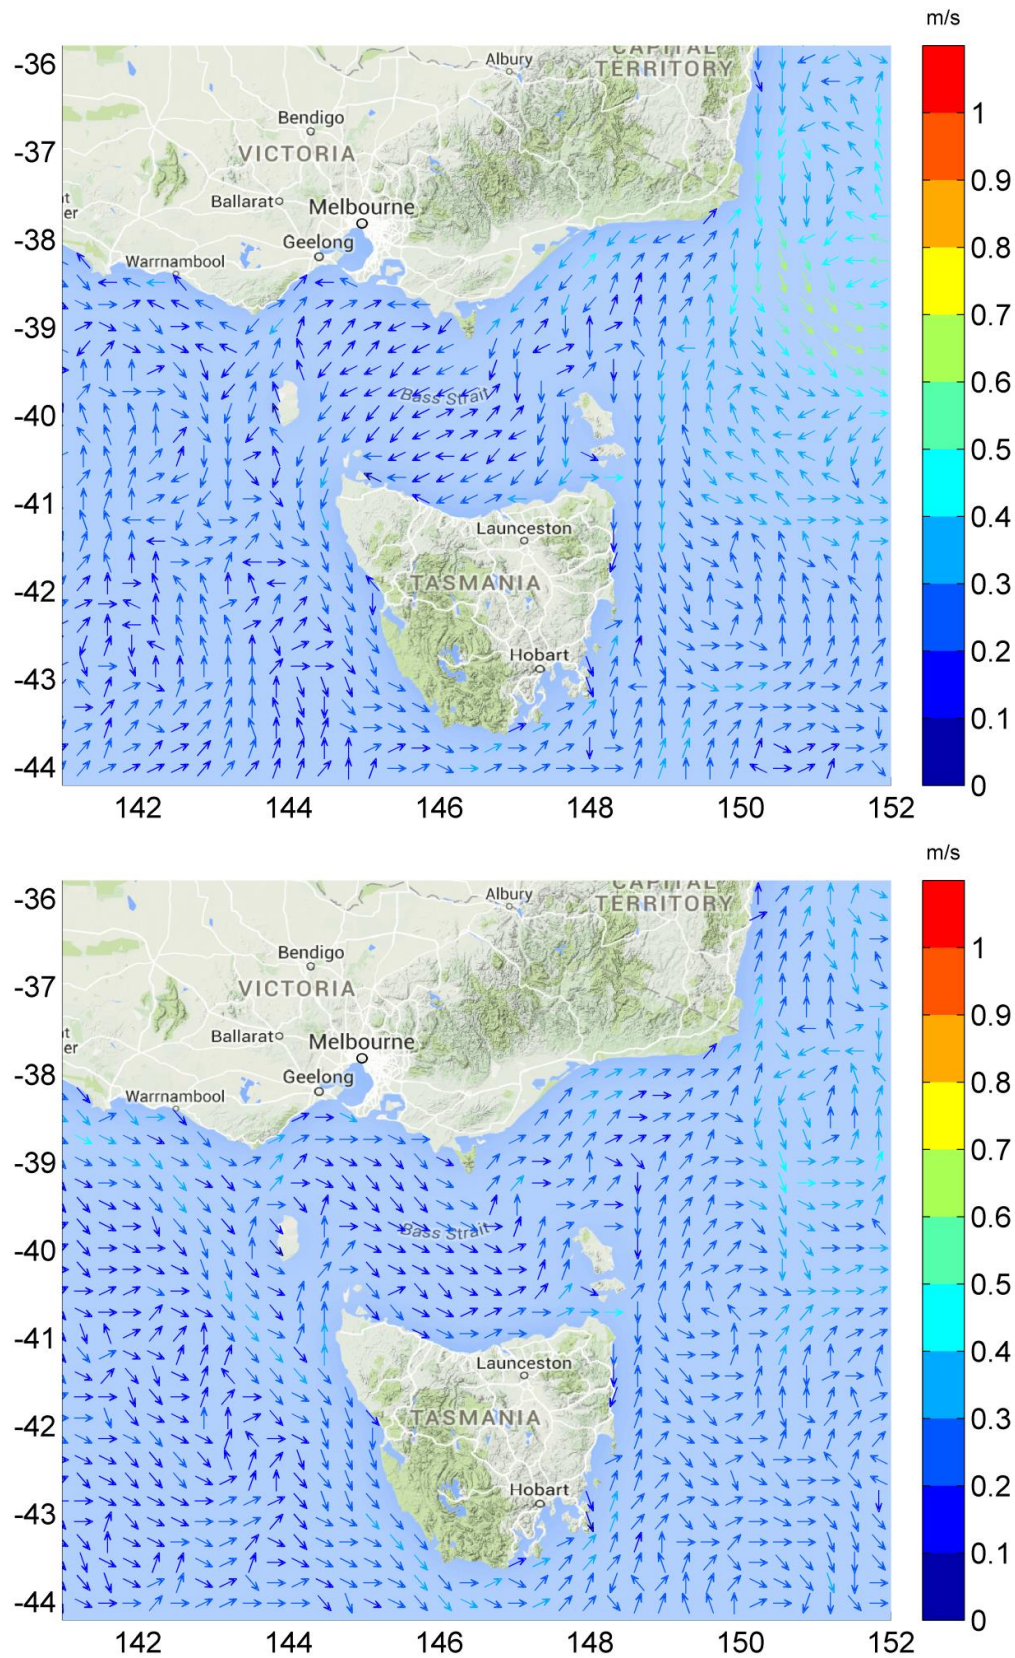 m/s
-36
-37
-38
-39
-40
-41
-42
-43
-44
Albury
CAPITAL
TERRITORY
Bendigo
VICTORIA
Ballarat
Melbourne
Geelong
Warrnambool
er
Bass Strait
Launceston
TASMANIA
Hobart
1
0.9
0.8
0.7
0.6
0.5
0.4
0.3
0.2
0.1
0
142 144 146 148 150 152
m/s
-36
-37
-38
-39
-40
-41
-42
-43
-44
Albury
CAPITAL
TERRITORY
Bendigo
VICTORIA
Ballarat
Melbourne
Geelong
Warrnambool
er
Bass Strait
Launceston
TASMANIA
Hobart
1
0.9
0.8
0.7
0.6
0.5
0.4
0.3
0.2
0.1
0
142 144 146 148 150 152